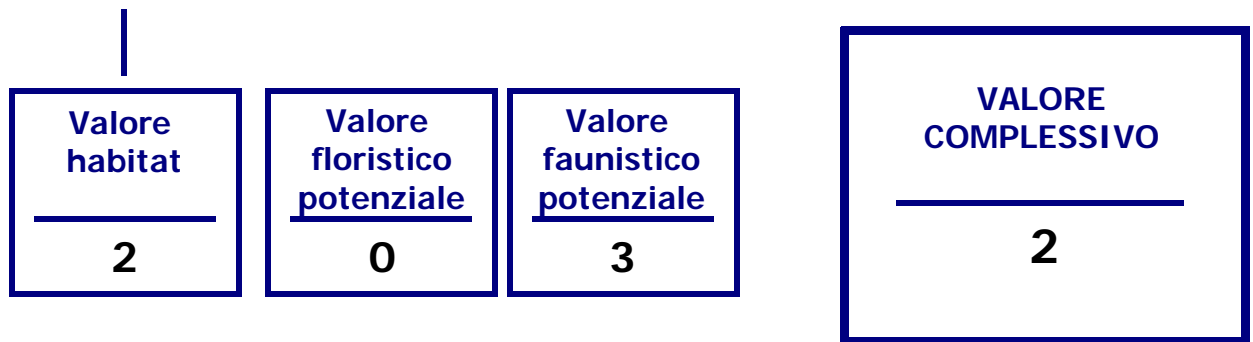 Valore
habitat
2
Valore
floristico
potenziale
0
Valore
faunistico
potenziale
3
VALORE
COMPLESSIVO
2